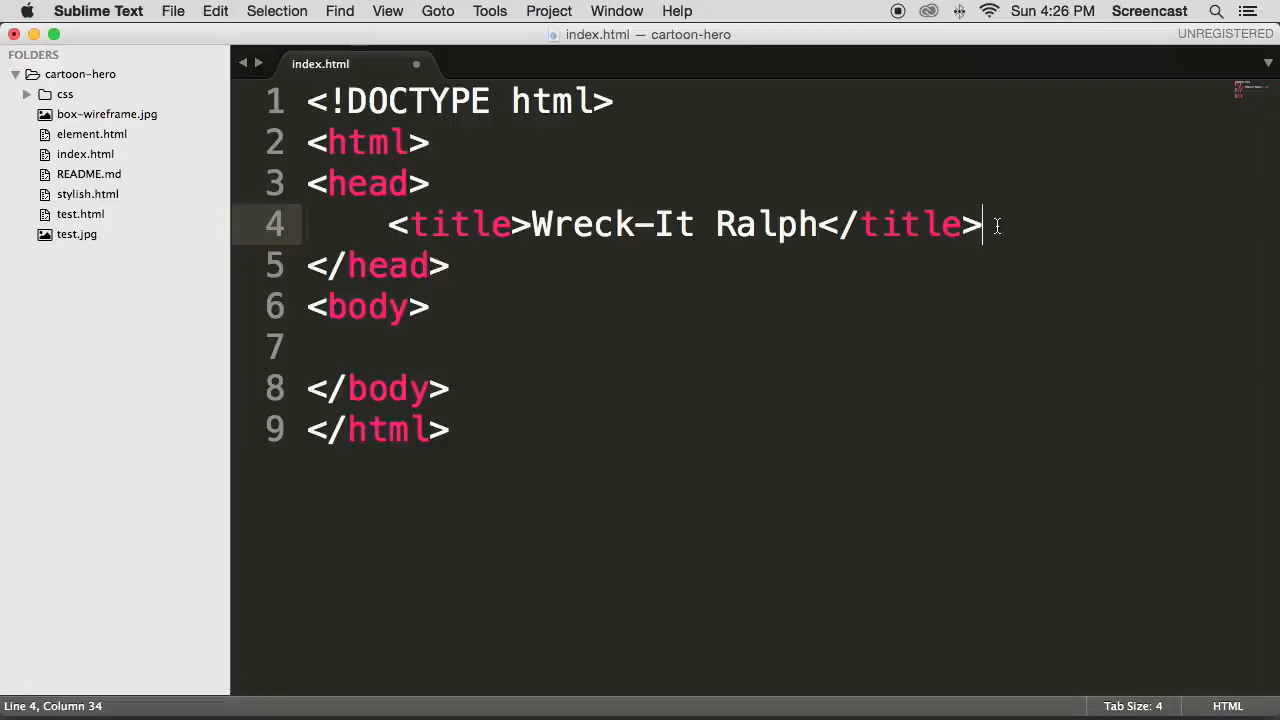 Sublime Text File Edit Selection Find View Goto Tools Project Window Help Sun 4:26 PM Screencast
index.html — cartoon-hero UNREGISTERED
FOLDERS
cartoon-hero
css
box-wireframe.jpg
element.html
index.html
README.md
stylish.html
test.html
test.jpg
index.html
1 <!DOCTYPE html>
2 <html>
3 <head>
4 <title>Wreck-It Ralph</title>
5 </head>
6 <body>
7
8 </body>
9 </html>
Line 4, Column 34 Tab Size: 4 HTML